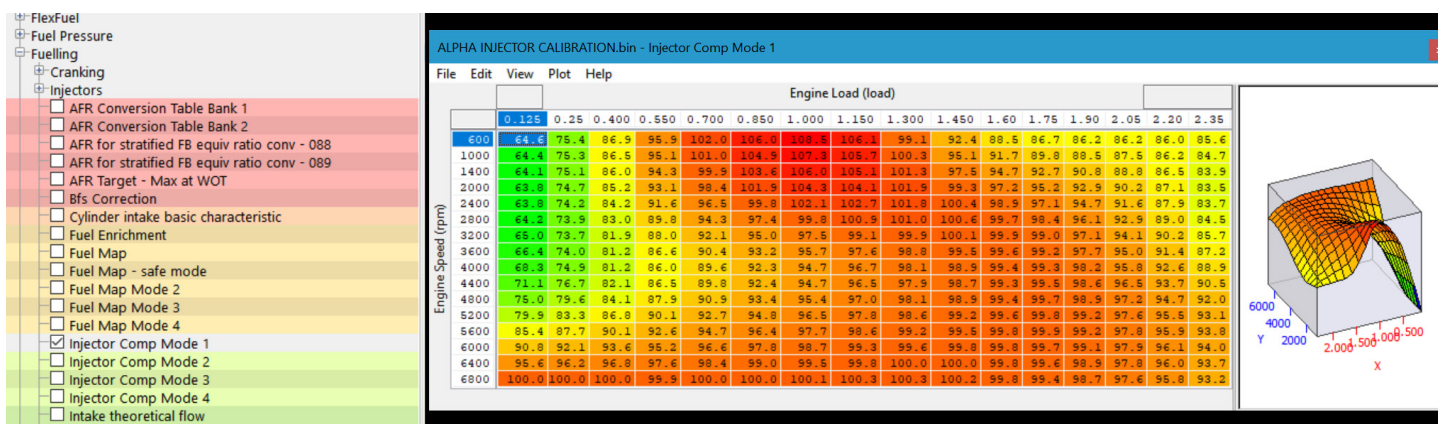 FlexFuel
Fuel Pressure
Fuelling
Cranking
Injectors
AFR Conversion Table Bank 1
AFR Conversion Table Bank 2
AFR for stratified FB equiv ratio conv - 088
AFR for stratified FB equiv ratio conv - 089
AFR Target - Max at WOT
Bfs Correction
Cylinder intake basic characteristic
Fuel Enrichment
Fuel Map
Fuel Map - safe mode
Fuel Map Mode 2
Fuel Map Mode 3
Fuel Map Mode 4
Injector Comp Mode 1
Injector Comp Mode 2
Injector Comp Mode 3
Injector Comp Mode 4
Intake theoretical flow
ALPHA INJECTOR CALIBRATION.bin - Injector Comp Mode 1
File Edit View Plot Help
Engine Load (load)
Engine Speed (rpm)
0.125 0.25 0.400 0.550 0.700 0.850 1.000 1.150 1.300 1.450 1.60 1.75 1.90 2.05 2.20 2.35
600 64.6 75.4 86.9 95.9 102.0 106.0 108.5 106.1 99.1 92.4 88.5 86.7 86.2 86.2 86.0 85.6
1000 64.4 75.3 86.5 95.1 101.0 104.9 107.3 105.7 100.3 95.1 91.7 89.8 88.5 87.5 86.2 84.7
1400 64.1 75.1 86.0 94.3 99.9 103.6 106.0 105.1 101.3 97.5 94.7 92.7 90.8 88.8 86.5 83.9
2000 63.8 74.7 85.2 93.1 98.4 101.9 104.3 104.1 101.9 99.3 97.2 95.2 92.9 90.2 87.1 83.5
2400 63.8 74.2 84.2 91.6 96.5 99.8 102.1 102.7 101.8 100.4 98.9 97.1 94.7 91.6 87.9 83.7
2800 64.2 73.9 83.0 89.8 94.3 97.4 99.8 100.9 101.0 100.6 99.7 98.4 96.1 92.9 89.0 84.5
3200 65.0 73.7 81.9 88.0 92.1 95.0 97.5 99.1 99.9 100.1 99.9 99.0 97.1 94.1 90.2 85.7
3600 66.4 74.0 81.2 86.6 90.4 93.2 95.7 97.6 98.8 99.5 99.6 99.2 97.7 95.0 91.4 87.2
4000 68.3 74.9 81.2 86.0 89.6 92.3 94.7 96.7 98.1 98.9 99.4 99.3 98.2 95.8 92.6 88.9
4400 71.1 76.7 82.1 86.5 89.8 92.4 94.7 96.5 97.9 98.7 99.3 99.5 98.6 96.5 93.7 90.5
4800 75.0 79.6 84.1 87.9 90.9 93.4 95.4 97.0 98.1 98.9 99.4 99.7 98.9 97.2 94.7 92.0
5200 79.9 83.3 86.8 90.1 92.7 94.8 96.5 97.8 98.6 99.2 99.6 99.8 99.2 97.6 95.5 93.1
5600 85.4 87.7 90.1 92.6 94.7 96.4 97.7 98.6 99.2 99.5 99.8 99.9 99.2 97.8 95.9 93.8
6000 90.8 92.1 93.6 95.2 96.6 97.8 98.7 99.3 99.6 99.8 99.8 99.7 99.1 97.9 96.1 94.0
6400 95.6 96.2 96.8 97.6 98.4 99.0 99.5 99.8 100.0 100.0 99.8 99.6 98.9 97.8 96.0 93.7
6800 100.0 100.0 100.0 99.9 100.0 100.0 100.1 100.3 100.3 100.2 99.8 99.4 98.7 97.6 95.8 93.2
6000
4000
2000
Y
2.000 1.500 1.000 0.500
X